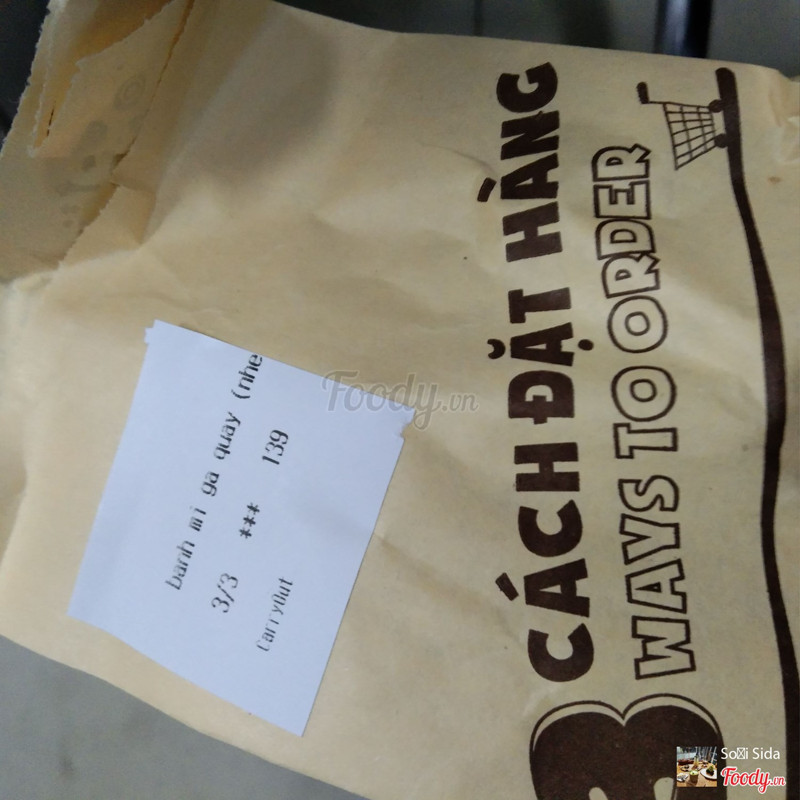 3 CÁCH ĐẶT HÀNG
WAYS TO ORDER
banh mi ga quay (nhe
3/3 *** 139
CarryOut
Foody.vn
Sida
Foody.vn